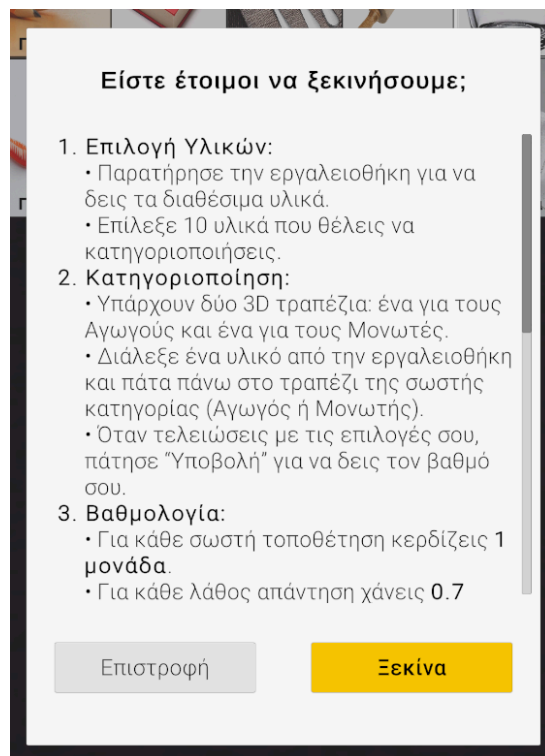 Είστε έτοιμοι να ξεκινήσουμε;
1. Επιλογή Υλικών:
• Παρατήρησε την εργαλειοθήκη για να
δεις τα διαθέσιμα υλικά.
• Επίλεξε 10 υλικά που θέλεις να
κατηγοριοποιήσεις.
2. Κατηγοριοποίηση:
• Υπάρχουν δύο 3D τραπέζια: ένα για τους
Αγωγούς και ένα για τους Μονωτές.
• Διάλεξε ένα υλικό από την εργαλειοθήκη
και πάτα πάνω στο τραπέζι της σωστής
κατηγορίας (Αγωγός ή Μονωτής).
• Όταν τελειώσεις με τις επιλογές σου,
πάτησε "Υποβολή" για να δεις τον βαθμό
σου.
3. Βαθμολογία:
• Για κάθε σωστή τοποθέτηση κερδίζεις 1
μονάδα.
• Για κάθε λάθος απάντηση χάνεις 0.7
Επιστροφή
Ξεκίνα